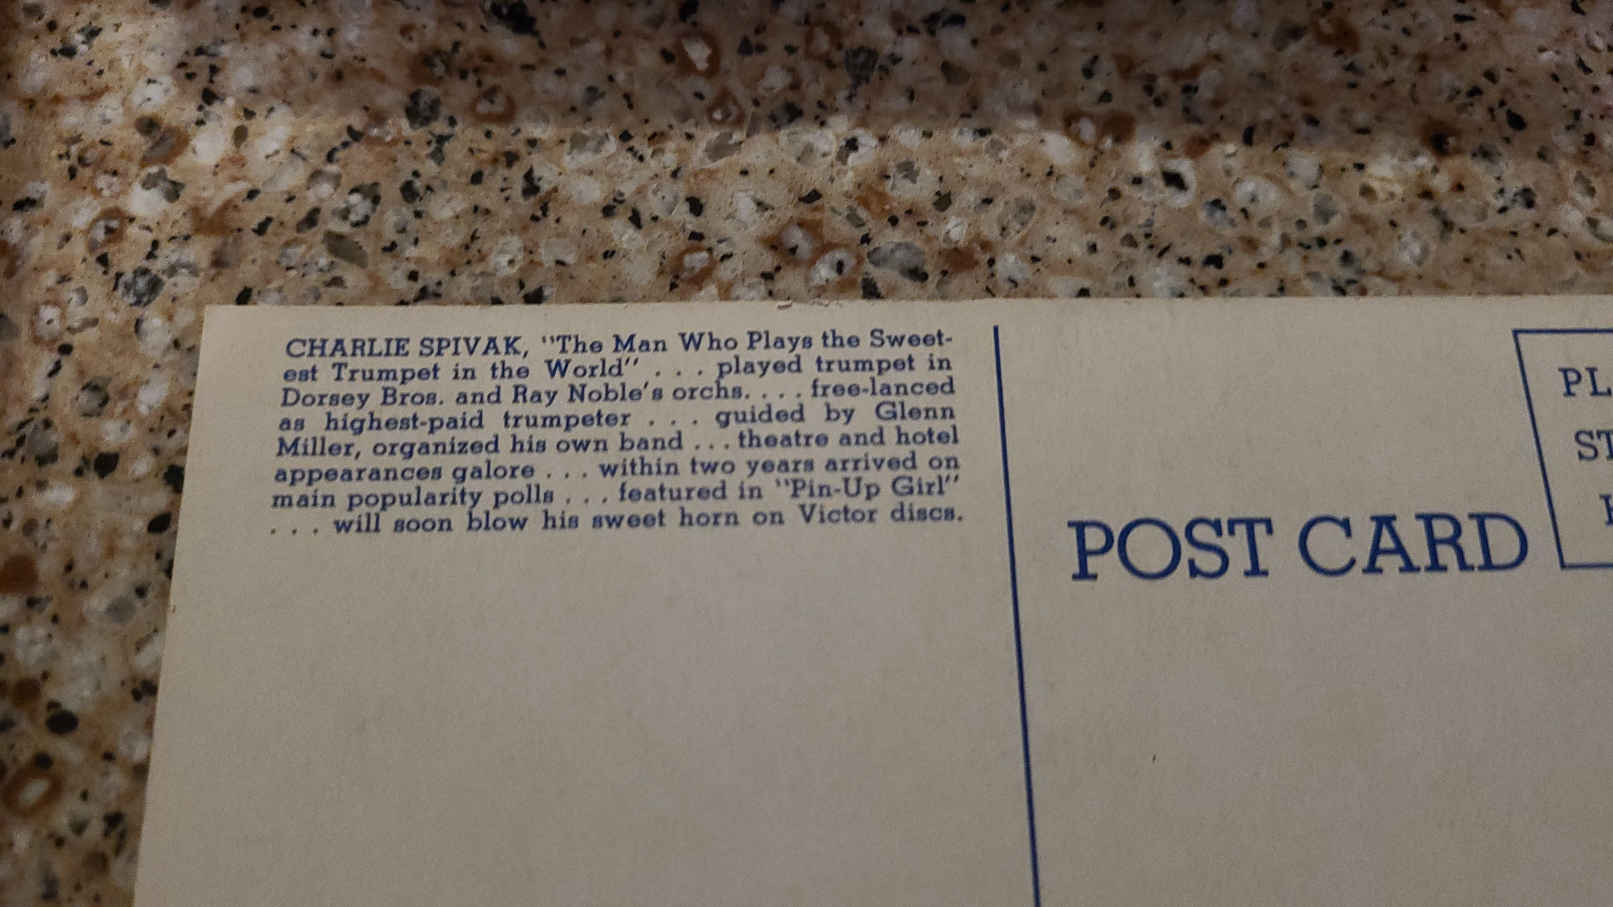 CHARLIE SPIVAK, "The Man Who Plays the Sweet-
est Trumpet in the World" . . . played trumpet in
Dorsey Bros. and Ray Noble's orchs. . . . free-lanced
as highest-paid trumpeter . . . guided by Glenn
Miller, organized his own band . . . theatre and hotel
appearances galore . . . within two years arrived on
main popularity polls . . . featured in "Pin-Up Girl"
. . . will soon blow his sweet horn on Victor discs.
POST CARD
PL
ST